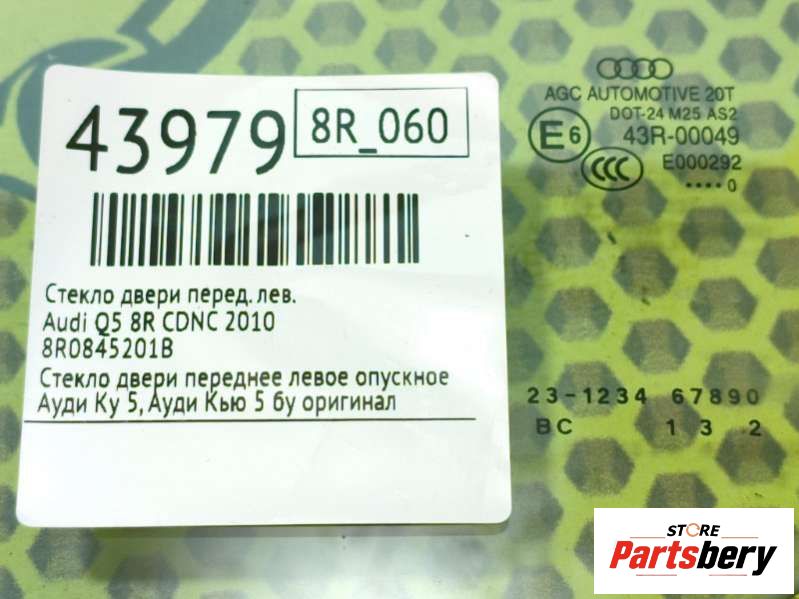 43979
8R_060
Стекло двери перед. лев.
Audi Q5 8R CDNC 2010
8R0845201B
Стекло двери переднее левое опускное
Ауди Ку 5, Ауди Кью 5 бу оригинал
AGC AUTOMOTIVE 20T
DOT-24 M25 AS2
E6 43R-00049
CCC E000292
.... 0
23-1234 67890
BC 1 3 2
STORE
Partsbery